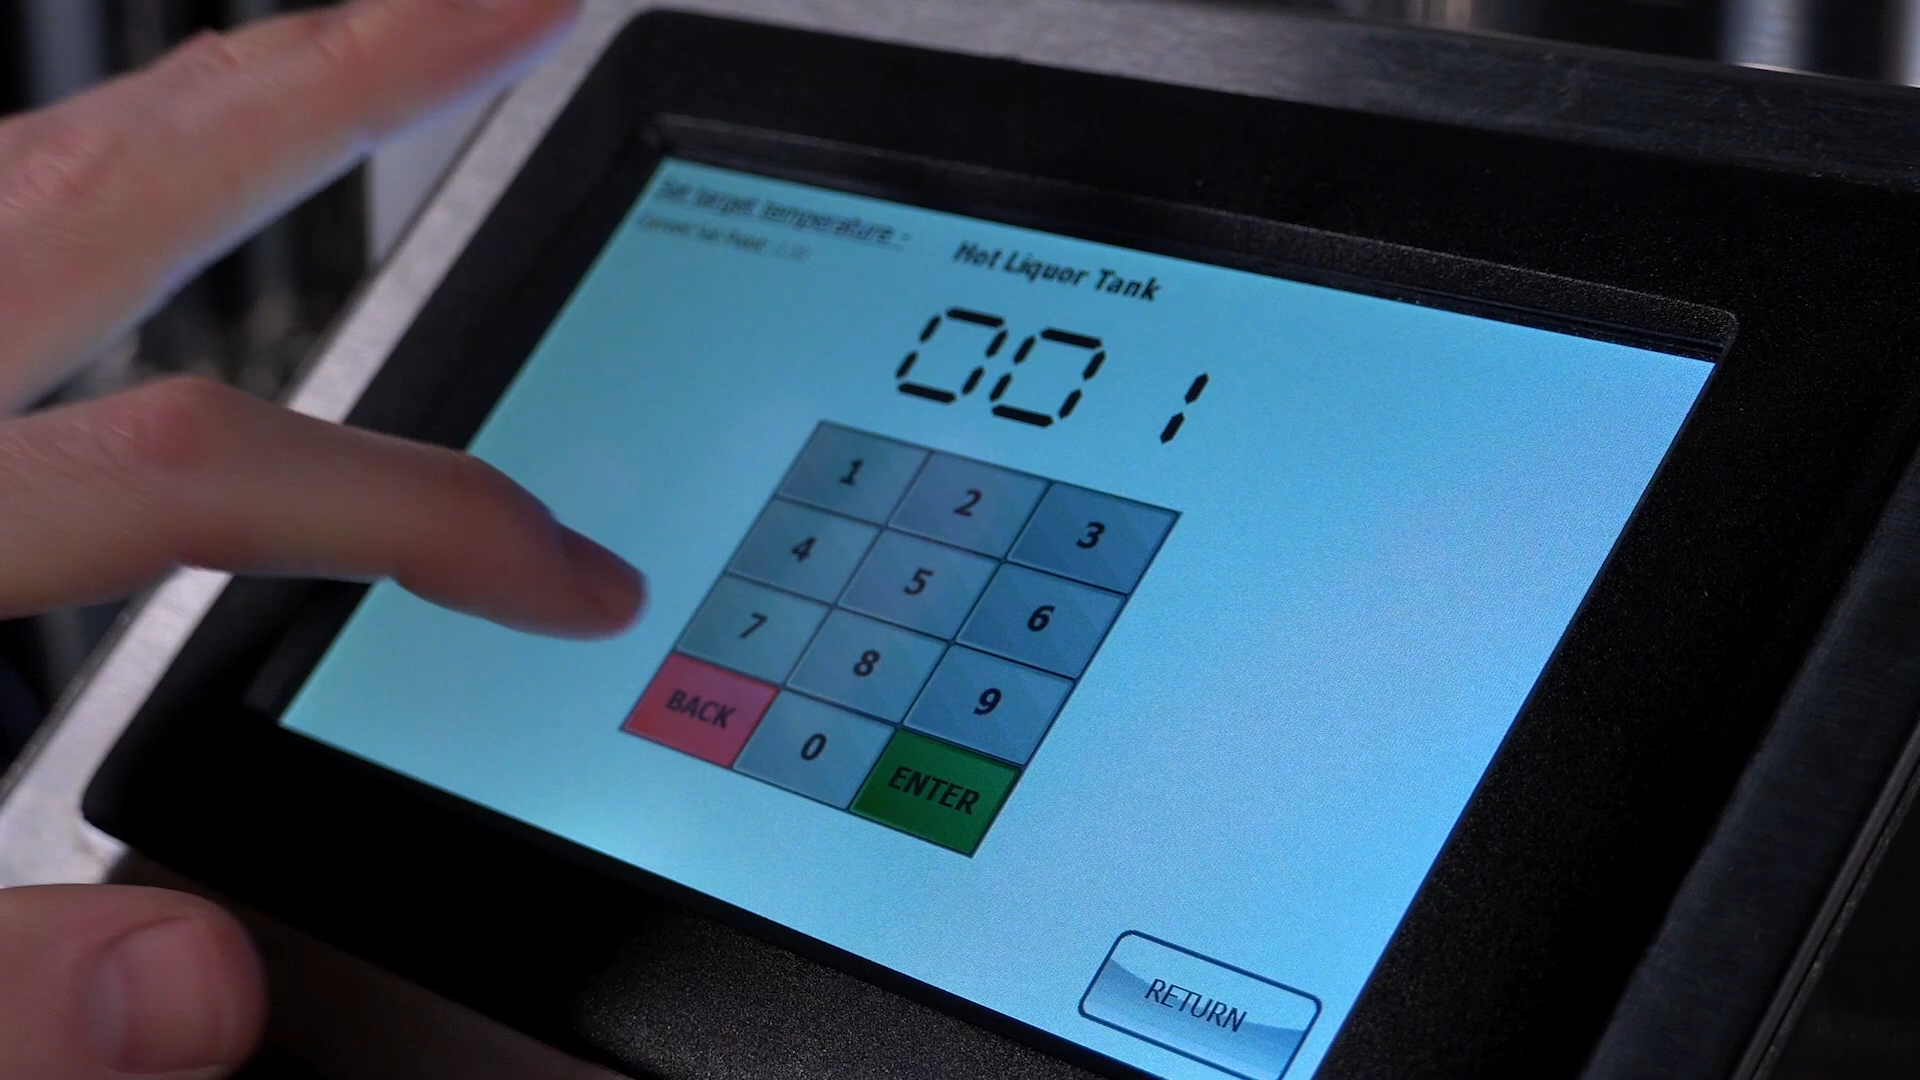 Set target temperature -
Current Set Point:
Hot Liquor Tank
001
1 2 3
4 5 6
7 8 9
BACK 0 ENTER
RETURN